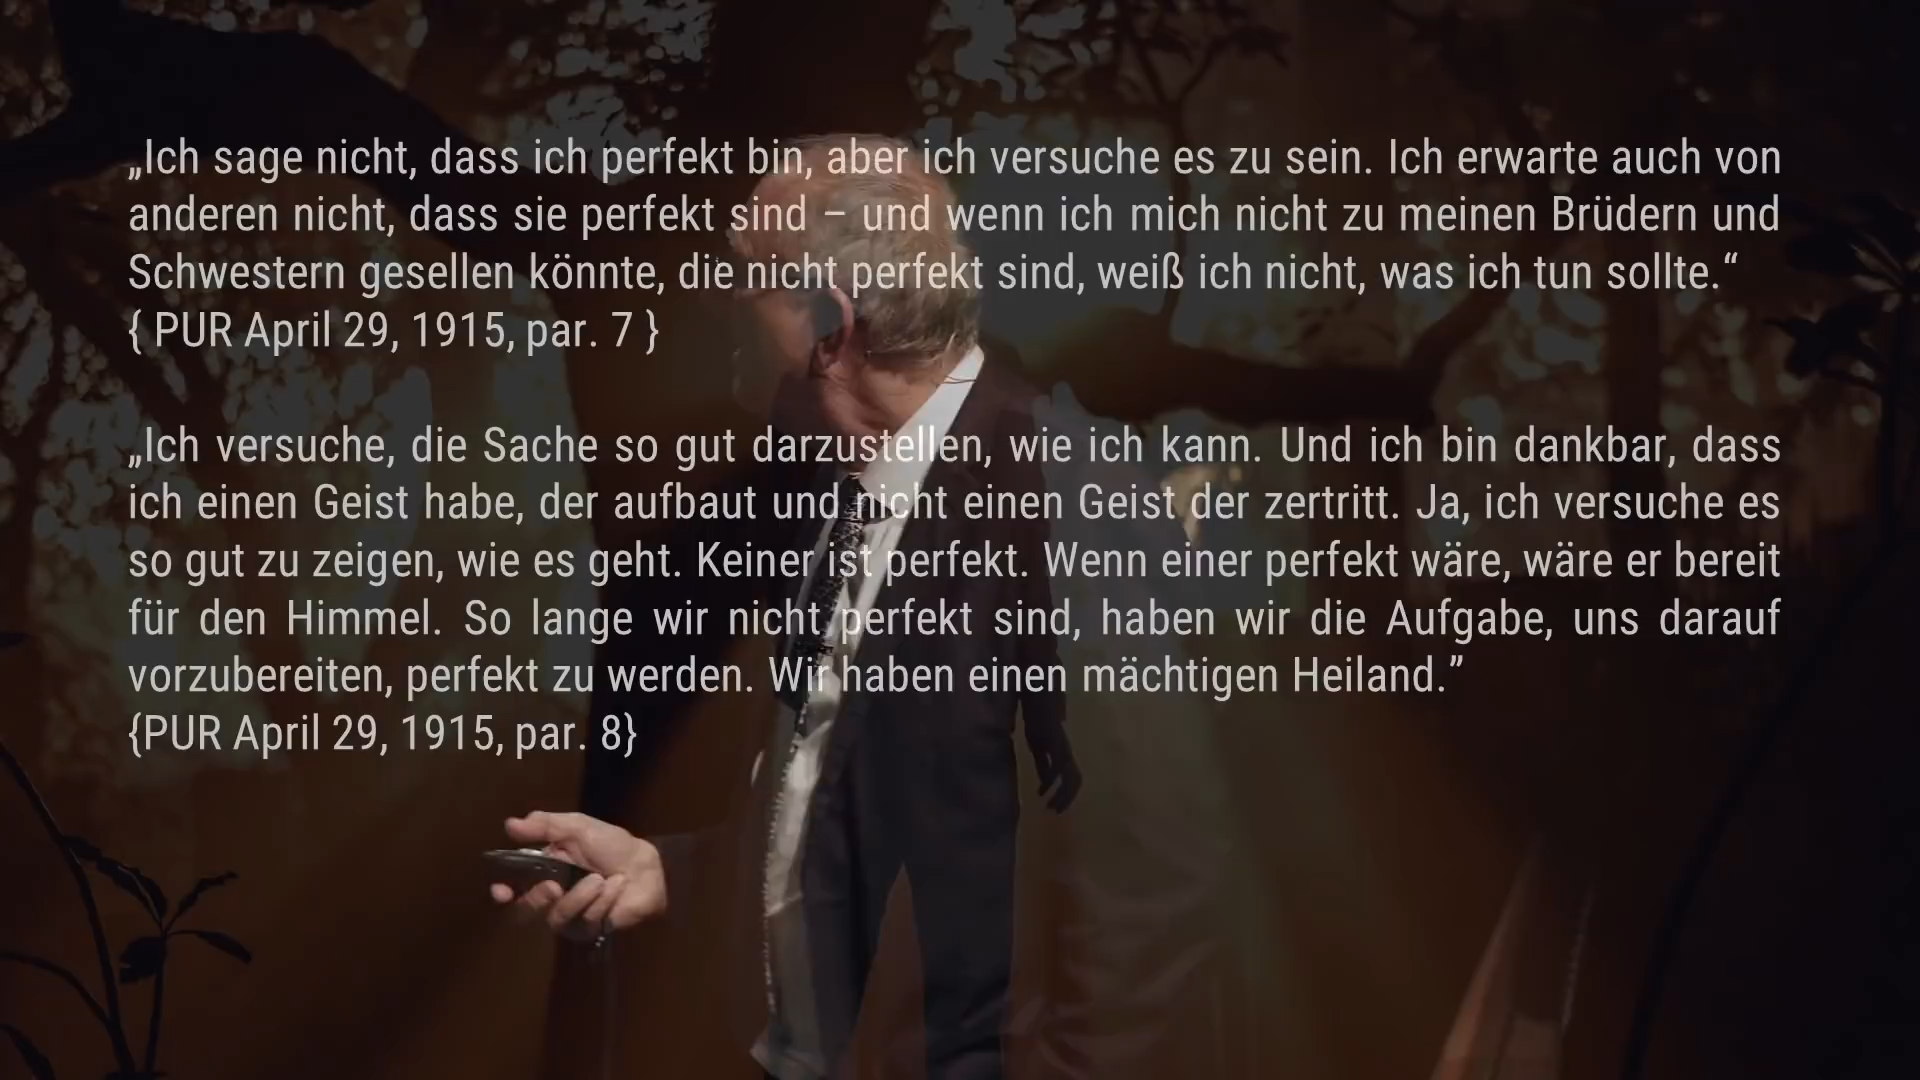 „Ich sage nicht, dass ich perfekt bin, aber ich versuche es zu sein. Ich erwarte auch von
anderen nicht, dass sie perfekt sind – und wenn ich mich nicht zu meinen Brüdern und
Schwestern gesellen könnte, die nicht perfekt sind, weiß ich nicht, was ich tun sollte.“
{ PUR April 29, 1915, par. 7 }
„Ich versuche, die Sache so gut darzustellen, wie ich kann. Und ich bin dankbar, dass
ich einen Geist habe, der aufbaut und nicht einen Geist der zertritt. Ja, ich versuche es
so gut zu zeigen, wie es geht. Keiner ist perfekt. Wenn einer perfekt wäre, wäre er bereit
für den Himmel. So lange wir nicht perfekt sind, haben wir die Aufgabe, uns darauf
vorzubereiten, perfekt zu werden. Wir haben einen mächtigen Heiland.”
{PUR April 29, 1915, par. 8}